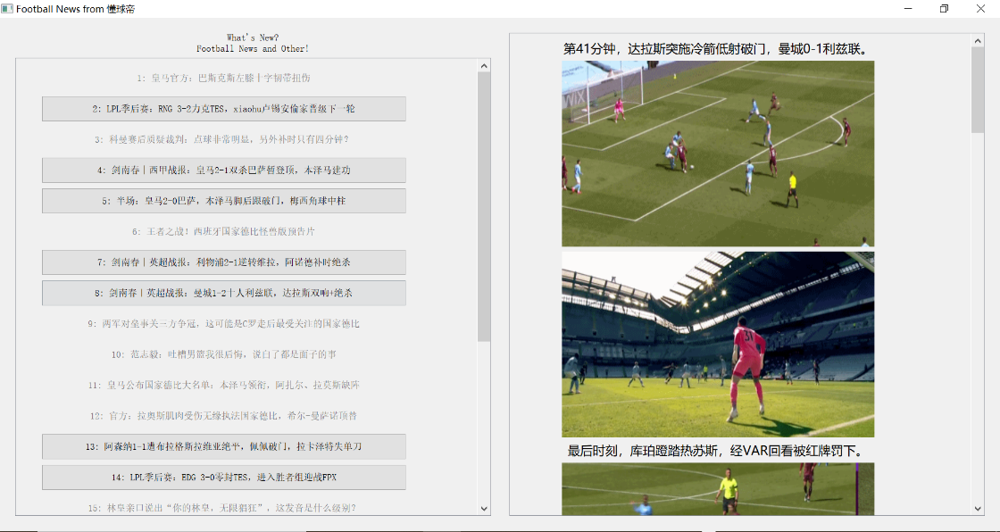 Football News from 懂球帝
What's New?
Football News and Other!
1: 皇马官方：巴斯克斯左膝十字韧带扭伤
2: LPL季后赛：RNG 3-2力克TES，xiaohu卢锡安偷家晋级下一轮
3: 科曼赛后质疑裁判：点球非常明显，另外补时只有四分钟？
4: 剑南春丨西甲战报：皇马2-1双杀巴萨暂登顶，本泽马建功
5: 半场：皇马2-0巴萨，本泽马脚后跟破门，梅西角球中柱
6: 王者之战！西班牙国家德比怪兽版预告片
7: 剑南春丨英超战报：利物浦2-1逆转维拉，阿诺德补时绝杀
8: 剑南春丨英超战报：曼城1-2十人利兹联，达拉斯双响+绝杀
9: 两军对垒事关三方争冠，这可能是C罗走后最受关注的国家德比
10: 范志毅：吐槽男篮我很后悔，说白了都是面子的事
11: 皇马公布国家德比大名单：本泽马领衔，阿扎尔、拉莫斯缺阵
12: 官方：拉奥斯肌肉受伤无缘执法国家德比，希尔-曼萨诺顶替
13: 阿森纳1-1遭布拉格斯拉维亚绝平，佩佩破门，拉卡泽特失单刀
14: LPL季后赛：EDG 3-0零封TES，进入胜者组迎战FPX
15: 林皇亲口说出“你的林皇，无限猖狂”，这发音是什么级别？
第41分钟，达拉斯突施冷箭低射破门，曼城0-1利兹联。
WIX
31
最后时刻，库珀蹬踏热苏斯，经VAR回看被红牌罚下。